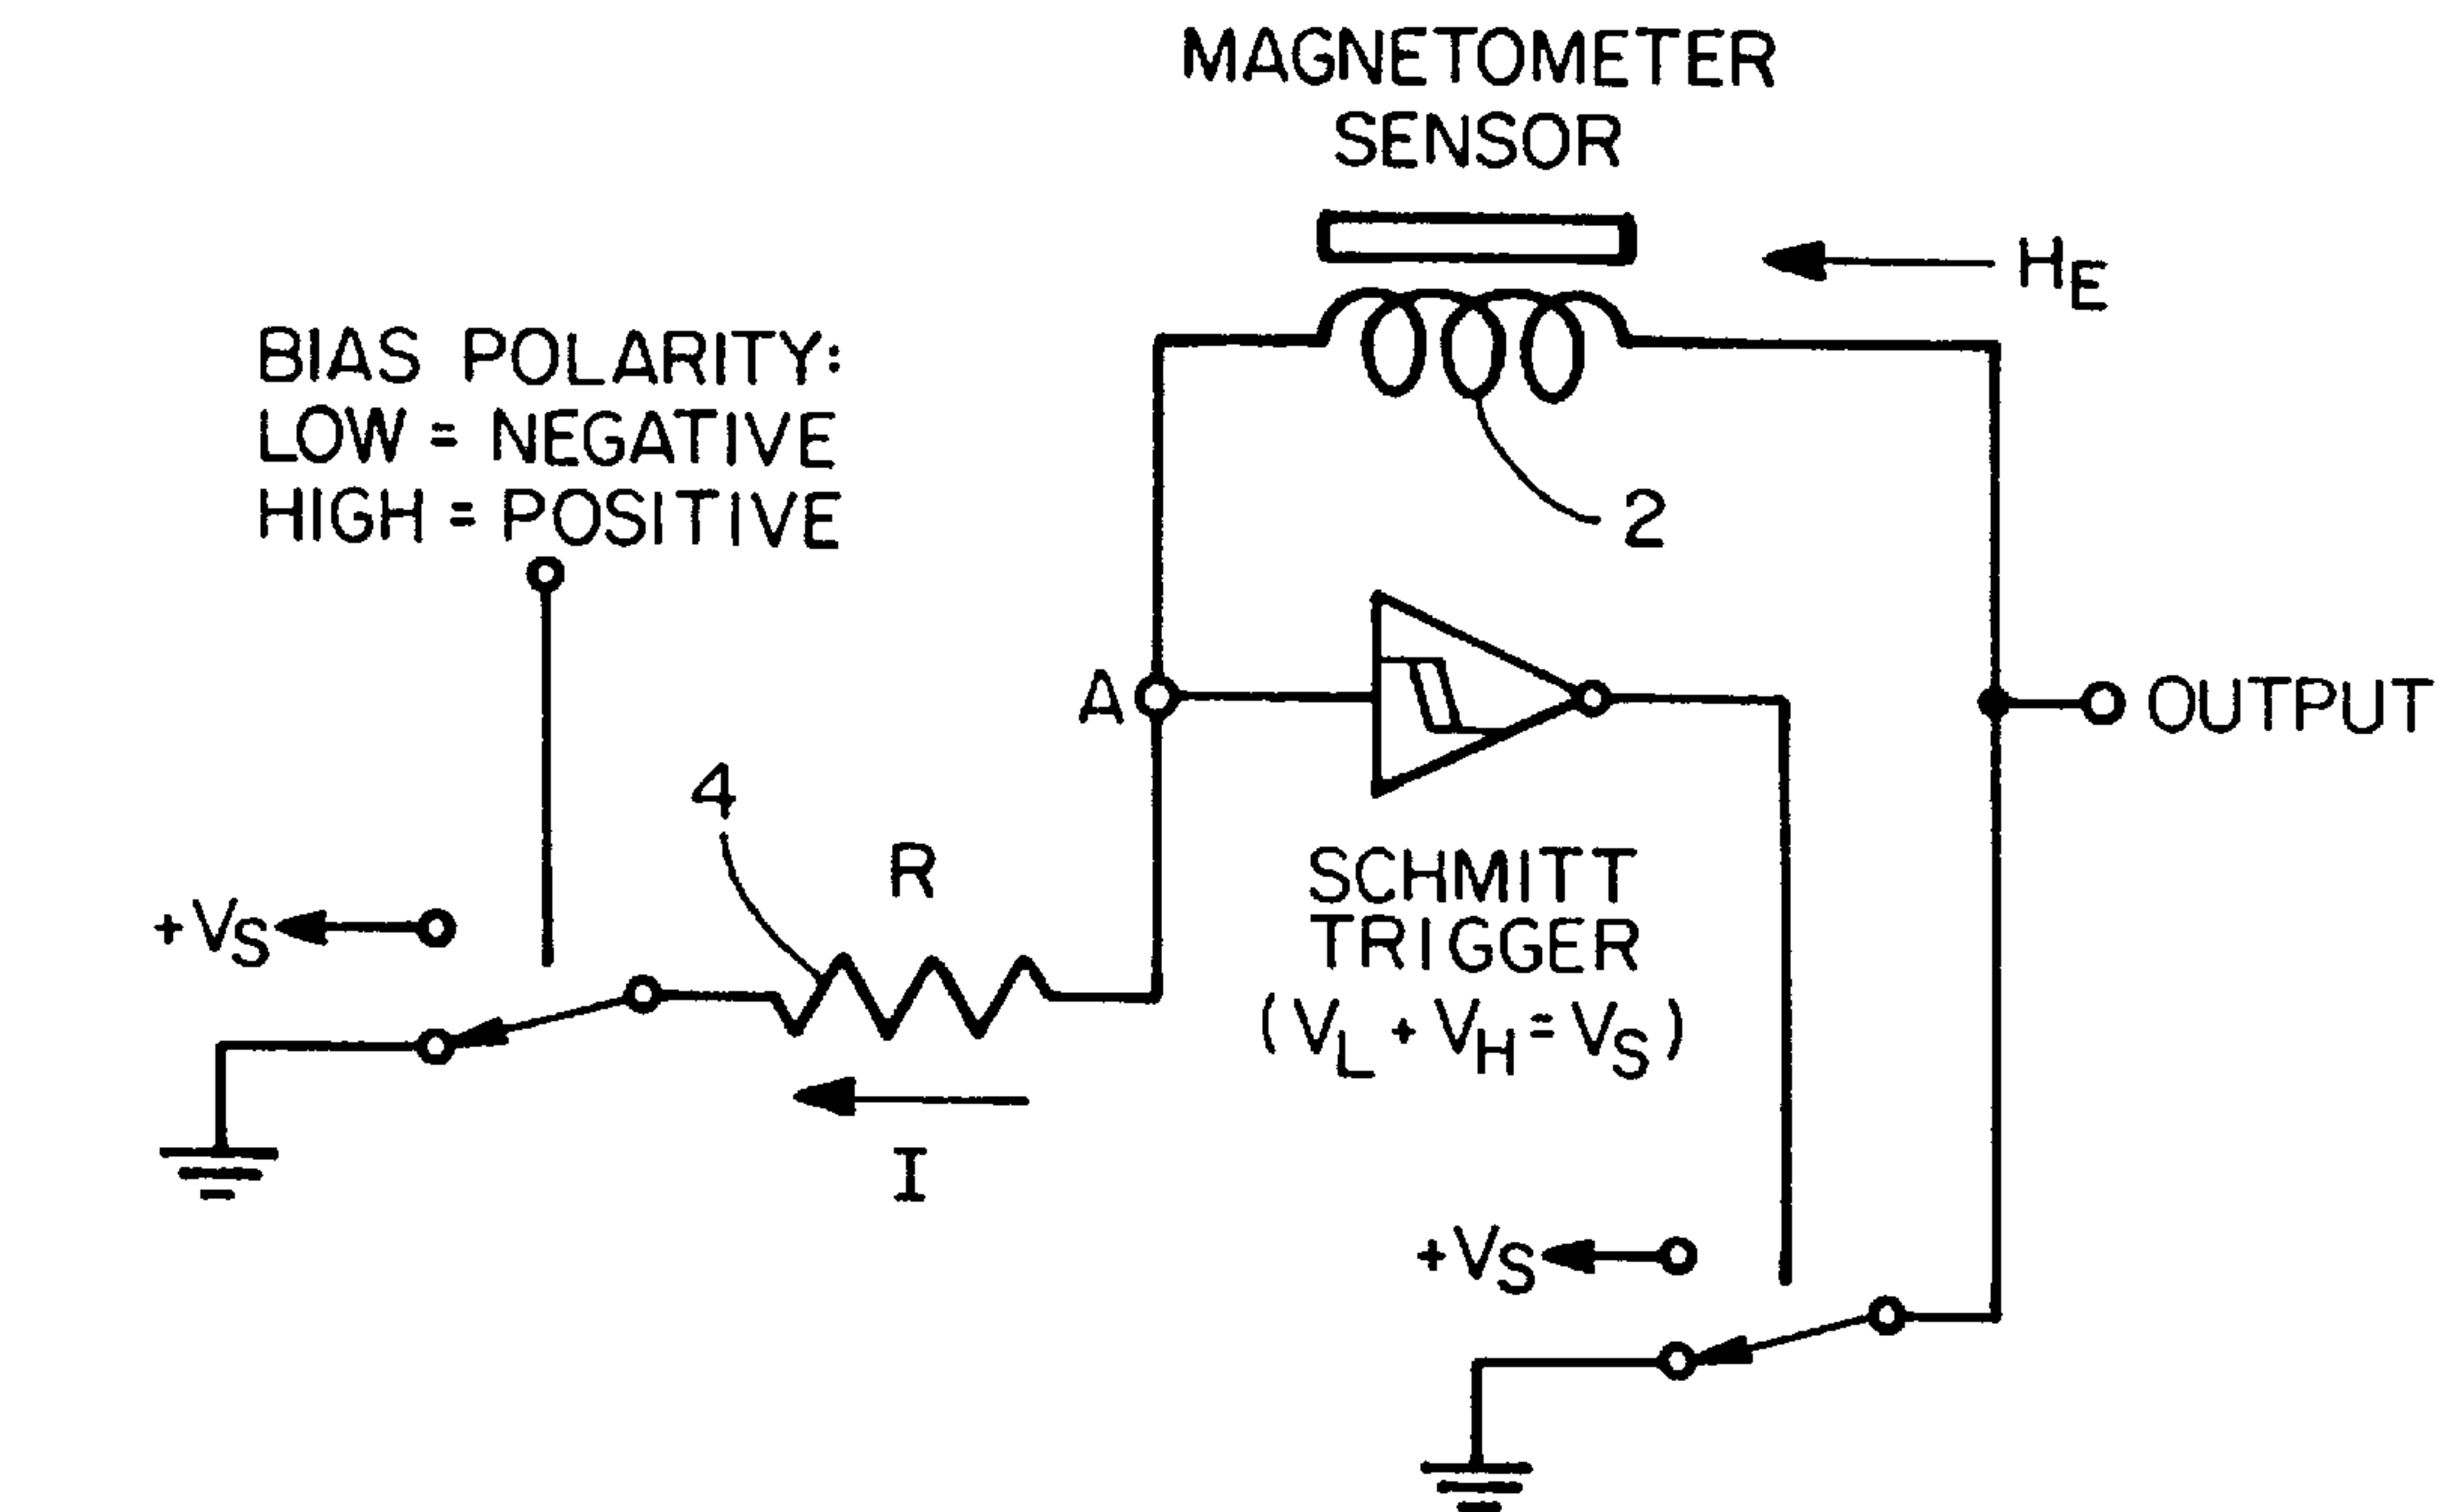 MAGNETOMETER
SENSOR
H_E
BIAS POLARITY:
LOW = NEGATIVE
HIGH = POSITIVE
2
A
OUTPUT
4
R
SCHMITT
TRIGGER
(V_L + V_H = V_S)
+V_S
I
+V_S